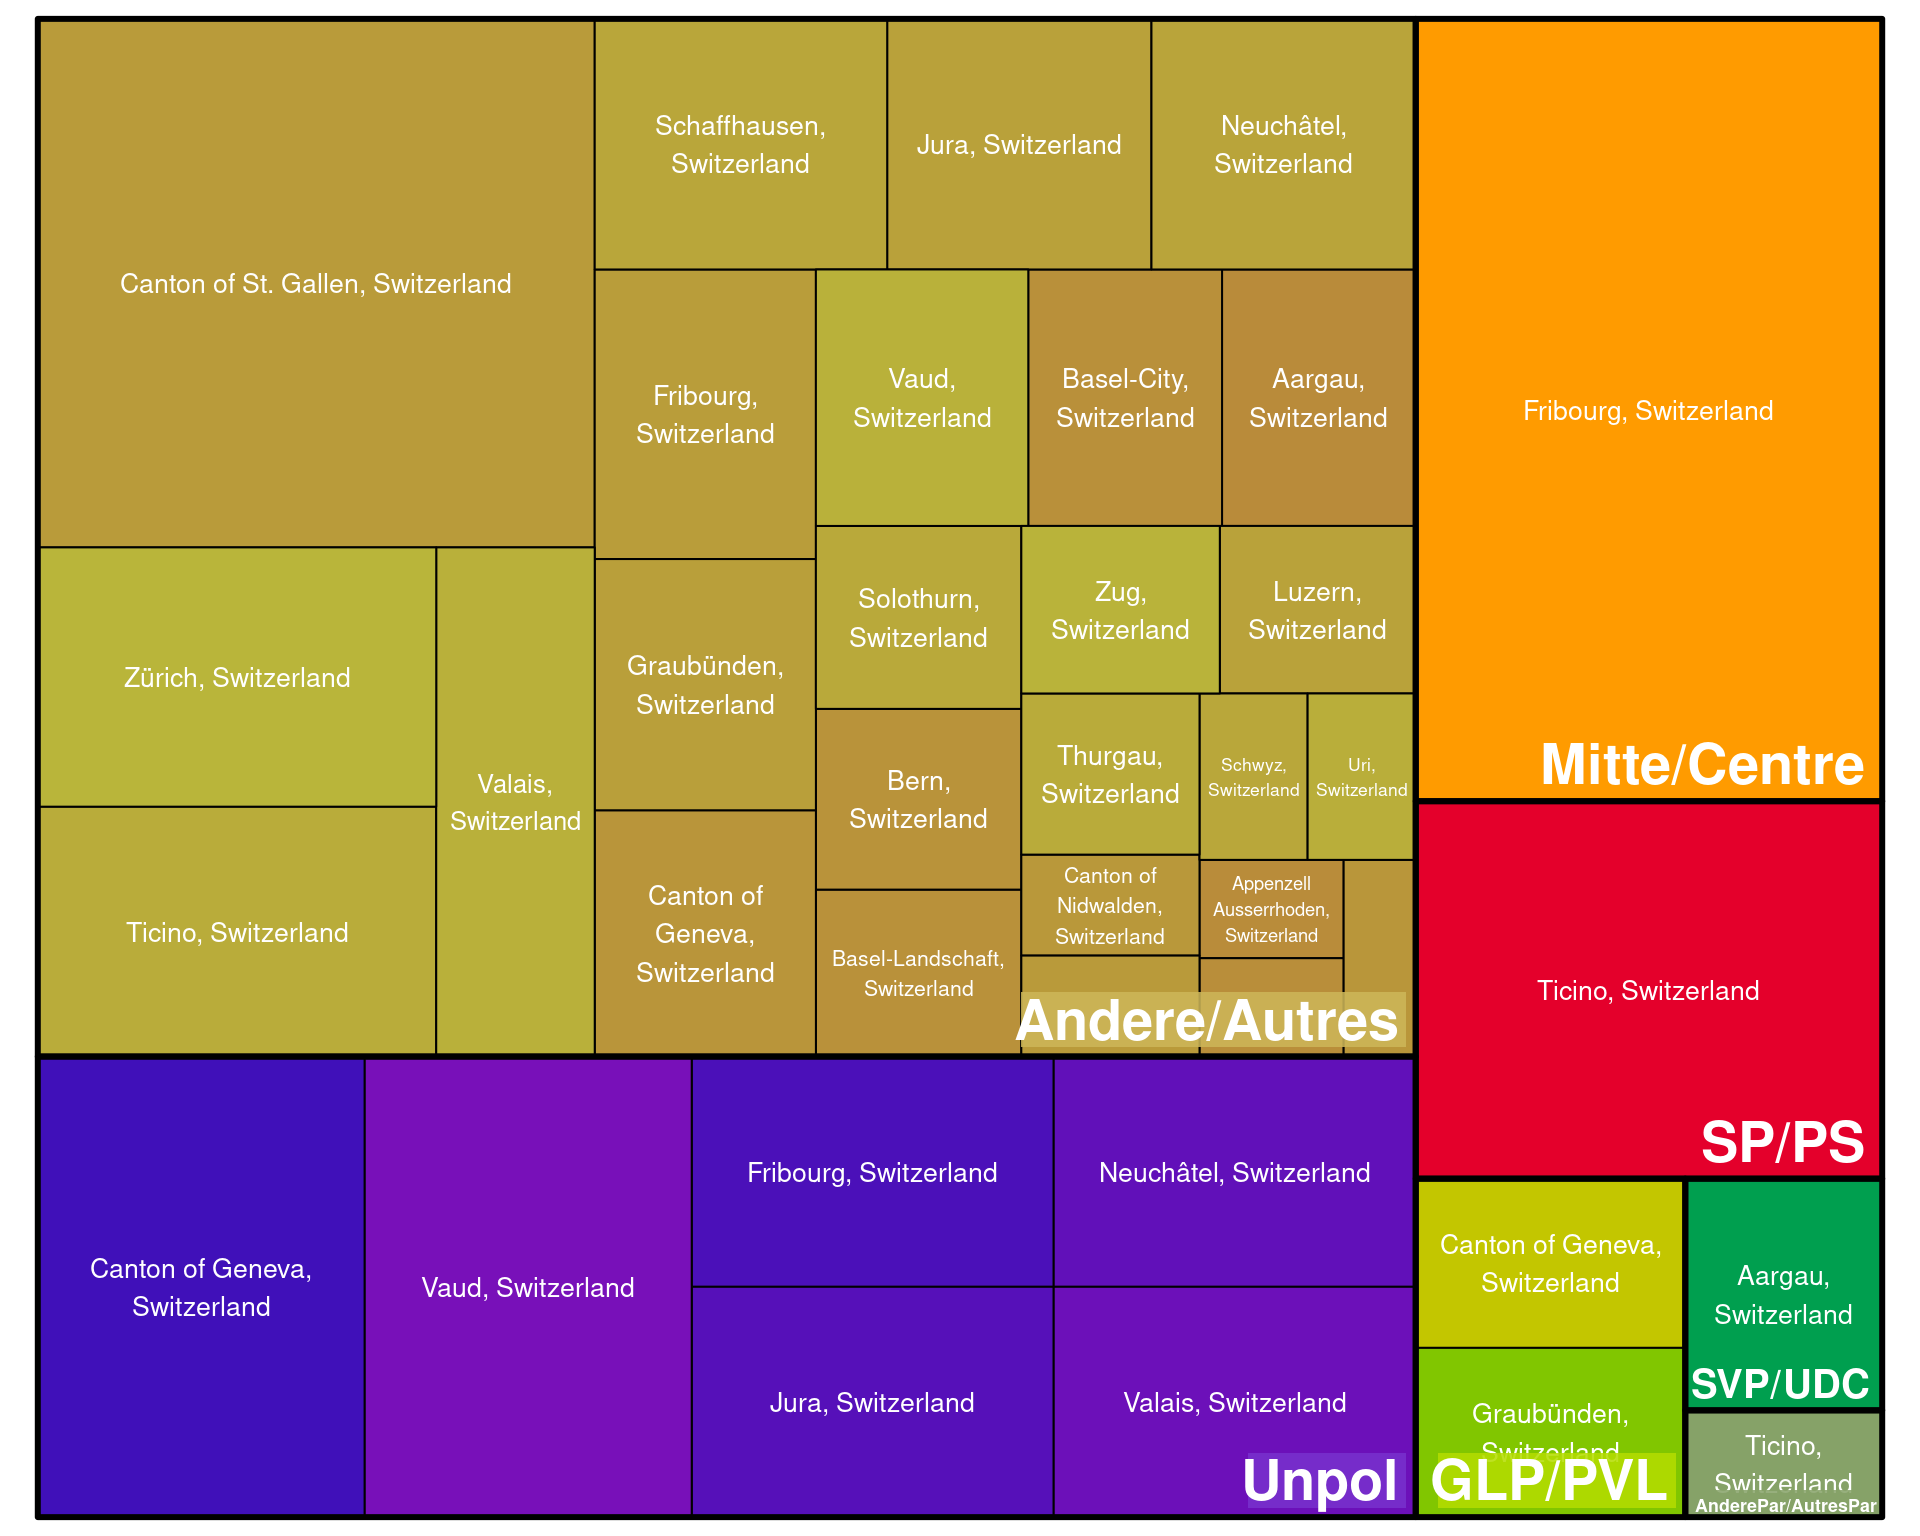 Canton of St. Gallen, Switzerland
Schaffhausen,
Switzerland
Jura, Switzerland
Neuchâtel,
Switzerland
Fribourg,
Switzerland
Vaud,
Switzerland
Basel-City,
Switzerland
Aargau,
Switzerland
Zürich, Switzerland
Valais,
Switzerland
Ticino, Switzerland
Graubünden,
Switzerland
Canton of
Geneva,
Switzerland
Solothurn,
Switzerland
Zug,
Switzerland
Luzern,
Switzerland
Bern,
Switzerland
Basel-Landschaft,
Switzerland
Thurgau,
Switzerland
Schwyz,
Switzerland
Uri,
Switzerland
Canton of
Nidwalden,
Switzerland
Appenzell
Ausserrhoden,
Switzerland
Andere/Autres
Canton of Geneva,
Switzerland
Vaud, Switzerland
Fribourg, Switzerland
Neuchâtel, Switzerland
Jura, Switzerland
Valais, Switzerland
Unpol
Fribourg, Switzerland
Mitte/Centre
Ticino, Switzerland
SP/PS
Canton of Geneva,
Switzerland
Graubünden,
Switzerland
GLP/PVL
Aargau,
Switzerland
SVP/UDC
Ticino,
Switzerland
AnderePar/AutresPar